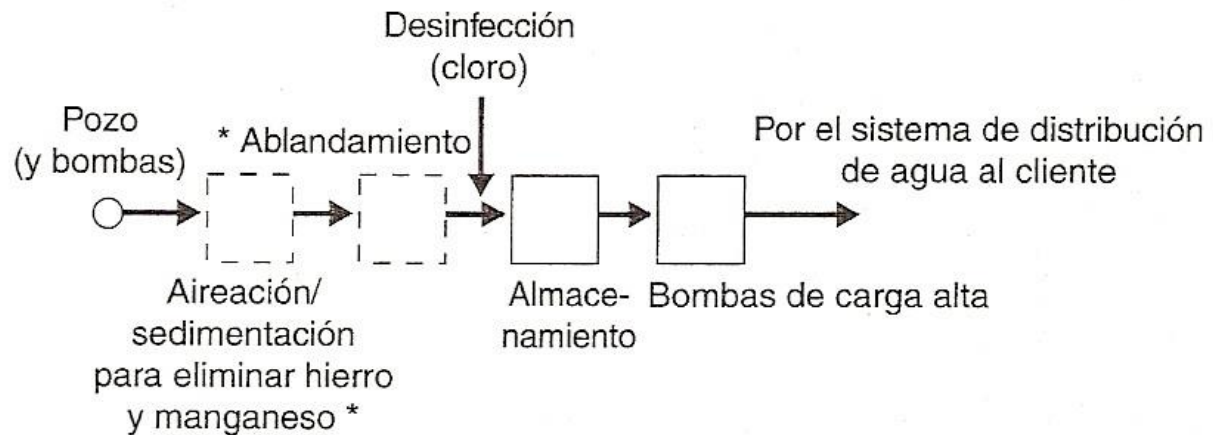 Desinfección
(cloro)
Pozo
(y bombas)
* Ablandamiento
Por el sistema de distribución
de agua al cliente
Aireación/
sedimentación
para eliminar hierro
y manganeso *
Almace-
namiento
Bombas de carga alta